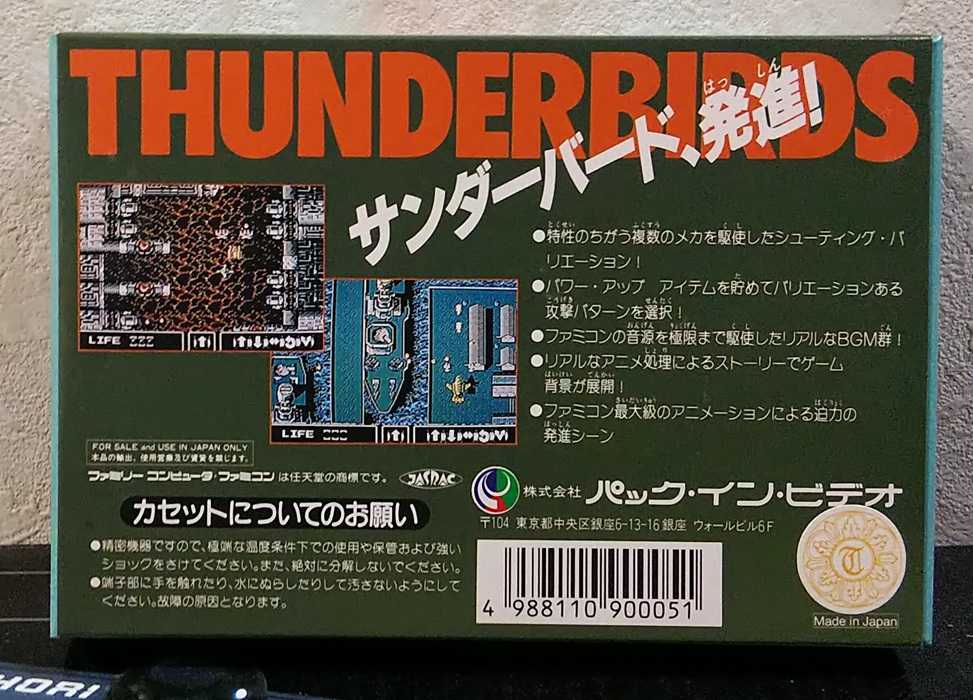 THUNDERBIRDS
サンダーバード、発進!
はっ しん
●特性のちがう複数のメカを駆使したシューティング・バ
リエーション!
●パワー・アップ アイテムを貯めてバリエーションある
攻撃パターンを選択!
●ファミコンの音源を極限まで駆使したリアルなBGM群!
●リアルなアニメ処理によるストーリーでゲーム
背景が展開!
●ファミコン最大級のアニメーションによる迫力の
発進シーン
LIFE
LIFE
FOR SALE and USE IN JAPAN ONLY
本品の輸出、使用営業及び賃貸を禁じます。
ファミリーコンピュータ・ファミコンは任天堂の商標です。
JASRAC
株式会社 パック・イン・ビデオ
〒104 東京都中央区銀座6-13-16銀座 ウォールビル6F
カセットについてのお願い
●精密機器ですので、極端な温度条件下での使用や保管および強い
ショックをさけてください。また、絶対に分解しないでください。
●端子部に手を触れたり、水にぬらしたりして汚さないようにして
ください。故障の原因となります。
4 988110 900051
T
F
Made in Japan
HORI